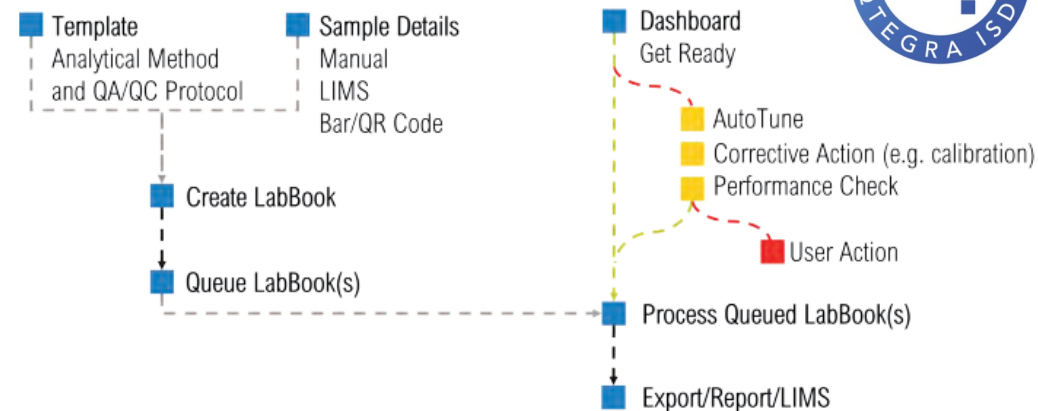 Template
Analytical Method
and QA/QC Protocol
Sample Details
Manual
LIMS
Bar/QR Code
Create LabBook
Queue LabBook(s)
Dashboard
Get Ready
AutoTune
Corrective Action (e.g. calibration)
Performance Check
User Action
Process Queued LabBook(s)
Export/Report/LIMS
QTEGRA ISD